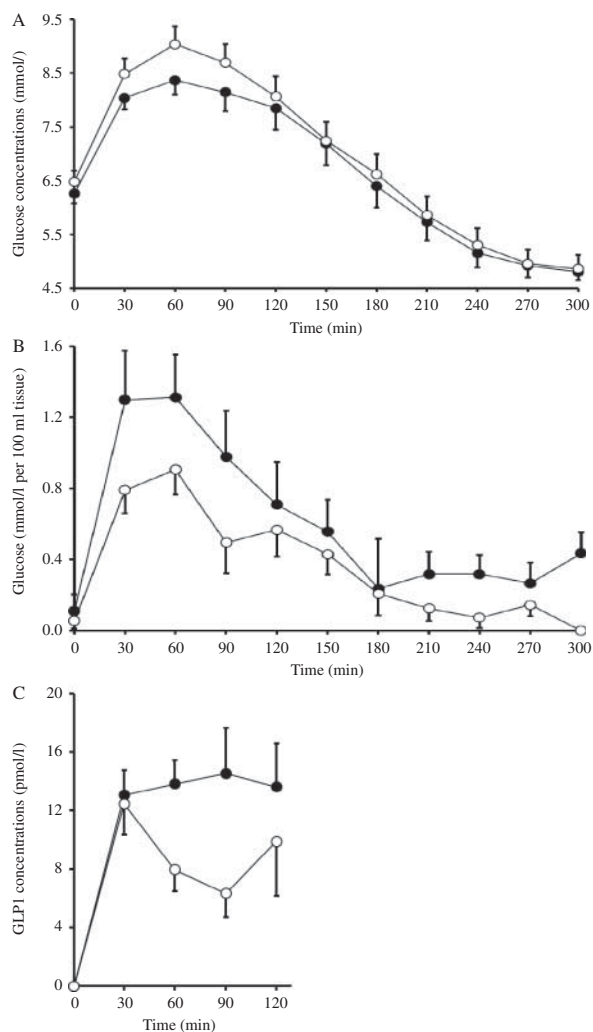 A
Glucose concentrations (mmol/)
9.5
8.5
7.5
6.5
5.5
4.5
0 30 60 90 120 150 180 210 240 270 300
Time (min)
B
Glucose (mmol/l per 100 ml tissue)
1.6
1.2
0.8
0.4
0.0
0 30 60 90 120 150 180 210 240 270 300
Time (min)
C
GLP1 concentrations (pmol/l)
20
16
12
8
4
0
0 30 60 90 120
Time (min)